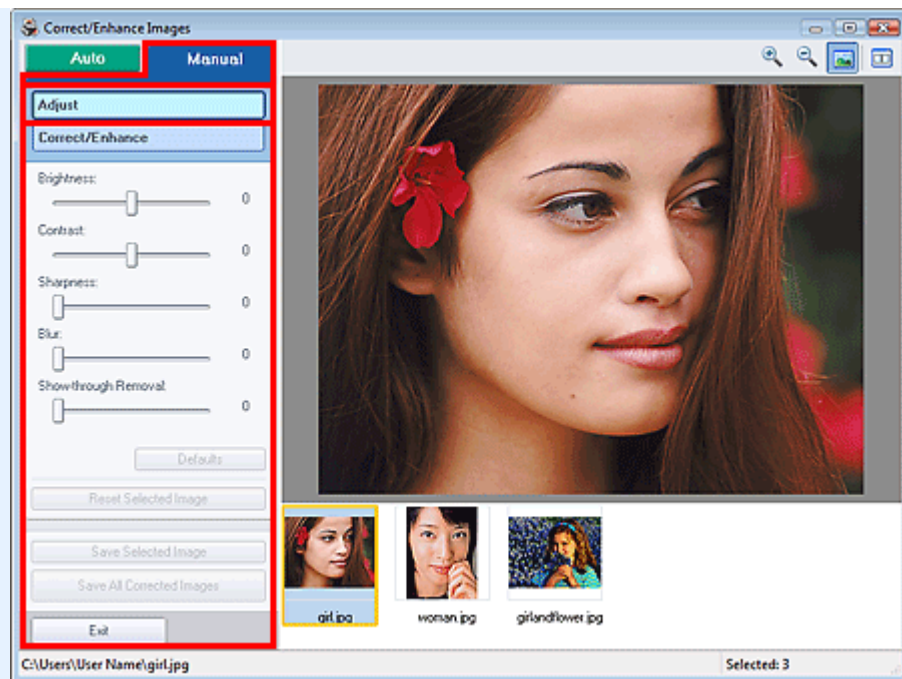 Correct/Enhance Images
Auto
Manual
Adjust
Correct/Enhance
Brightness:
0
Contrast:
0
Sharpness:
0
Blur:
0
Show-through Removal:
0
Defaults
Reset Selected Image
Save Selected Image
Save All Corrected Images
Exit
girl.jpg
woman.jpg
girlandflower.jpg
C:\Users\User Name\girl.jpg
Selected: 3